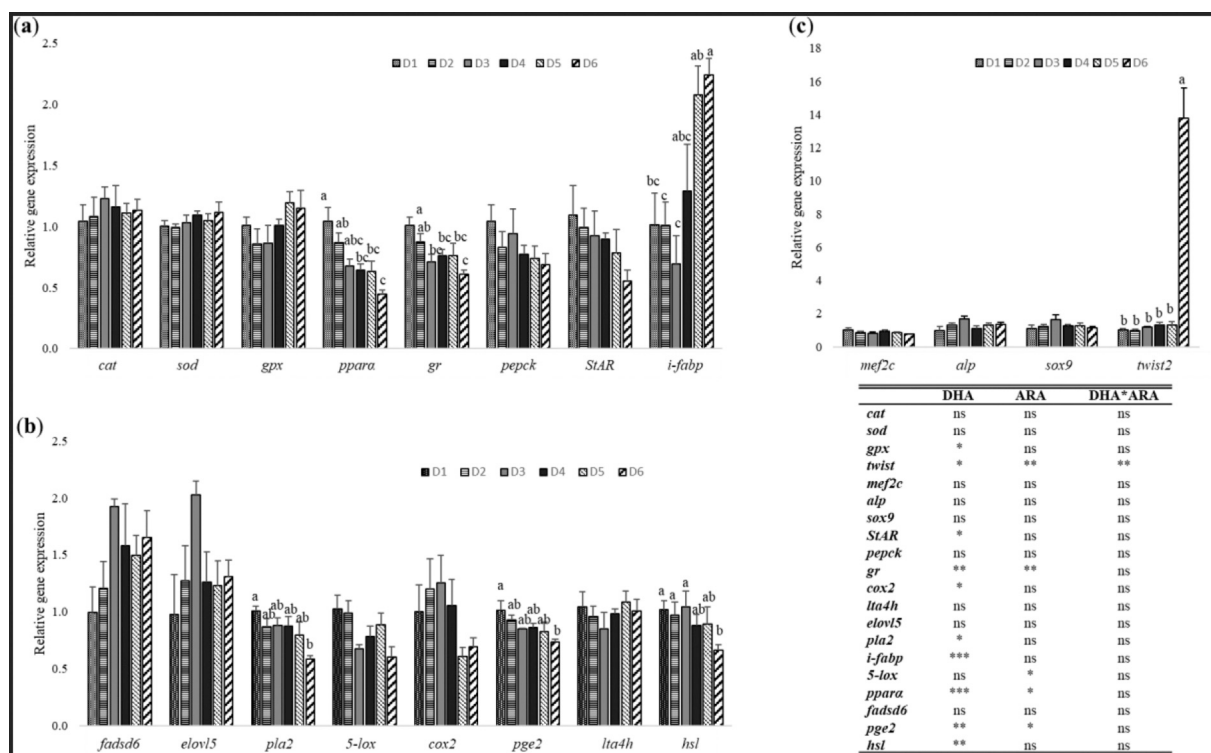 (a)
2.5
D1 D2 D3 D4 D5 D6
ab a
2.0
Relative gene expression
1.5
abc
a
bc c
ab a
1.0
abc ab
bc bc bc bc bc
c
c c
0.5
0.0
cat sod gpx pparα gr pepck StAR i-fabp
(b)
2.5
D1 D2 D3 D4 D5 D6
2.0
Relative gene expression
1.5
a ab ab ab ab b
a ab ab ab ab b
a ab a ab ab b
1.0
0.5
0.0
fadsd6 elovl5 pla2 5-lox cox2 pge2 lta4h hsl
(c)
18
D1 D2 D3 D4 D5 D6
16
a
14
12
Relative gene expression
10
8
6
4
2
b b b b b
0
mef2c alp sox9 twist2
DHA ARA DHA*ARA
cat ns ns ns
sod ns ns ns
gpx * ns ns
twist * ** **
mef2c ns ns ns
alp ns ns ns
sox9 ns ns ns
StAR * ns ns
pepck ns ns ns
gr ** ** ns
cox2 * ns ns
lta4h ns ns ns
elovl5 ns ns ns
pla2 * ns ns
i-fabp *** ns ns
5-lox ns * ns
pparα *** * ns
fadsd6 ns ns ns
pge2 ** * ns
hsl ** ns ns